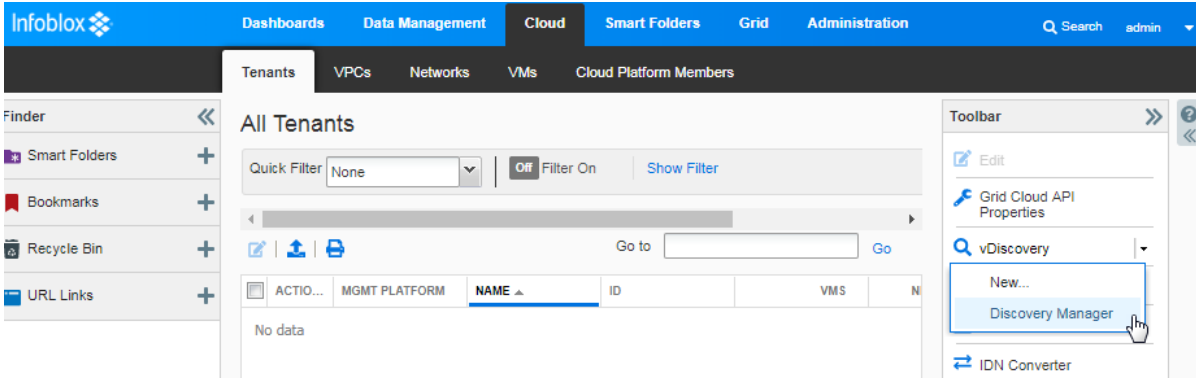 Infoblox
Dashboards Data Management Cloud Smart Folders Grid Administration Search admin
Tenants VPCs Networks VMs Cloud Platform Members
Finder
Smart Folders
Bookmarks
Recycle Bin
URL Links
All Tenants
Quick Filter None Off Filter On Show Filter
Go to Go
ACTIO... MGMT PLATFORM NAME ID VMS
No data
Toolbar
Edit
Grid Cloud API
Properties
vDiscovery
New...
Discovery Manager
IDN Converter